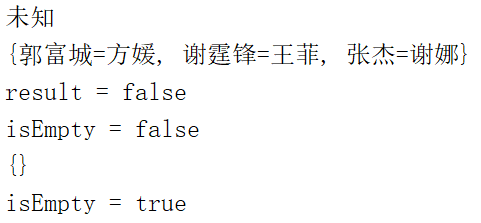 未知
{郭富城=方媛, 谢霆锋=王菲, 张杰=谢娜}
result = false
isEmpty = false
{}
isEmpty = true